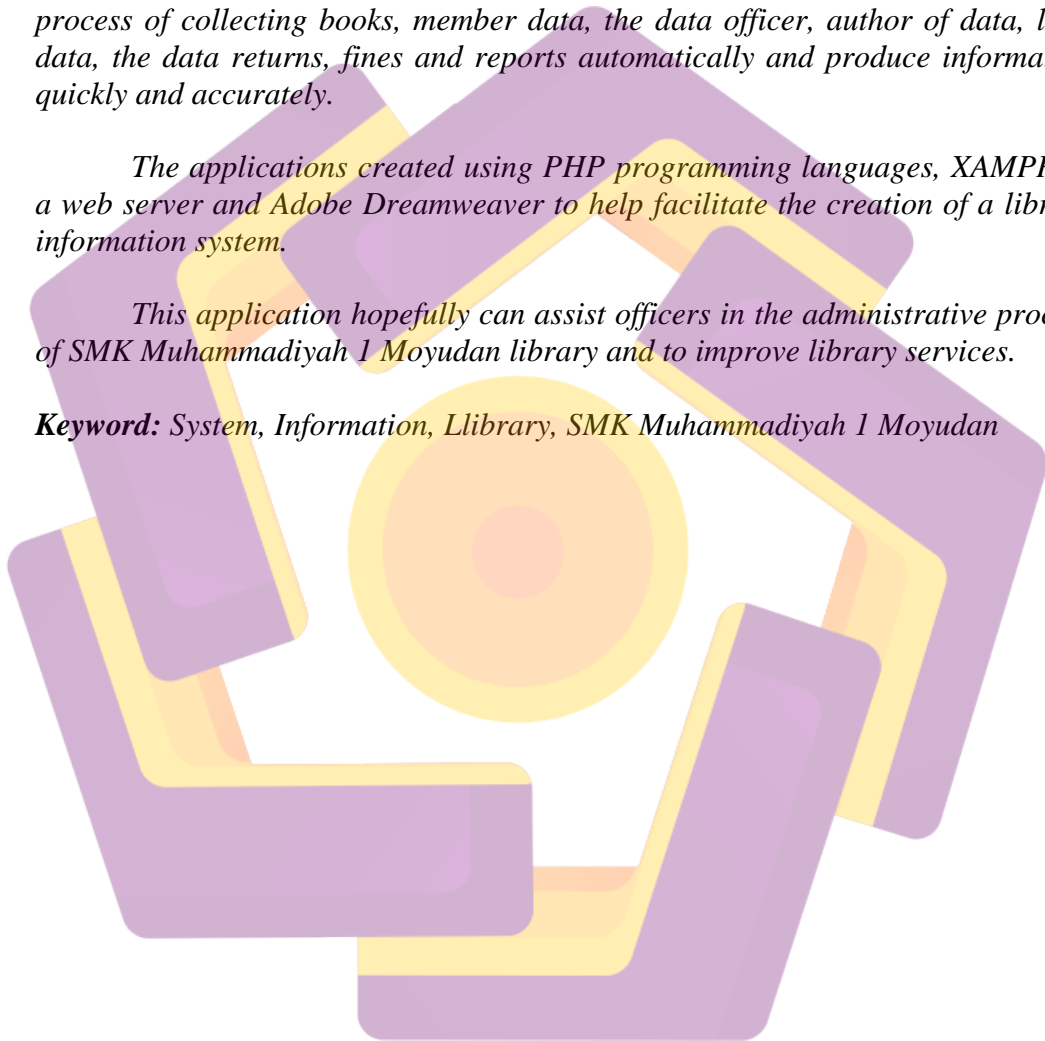 process of collecting books, member data, the data officer, author of data, l
data, the data returns, fines and reports automatically and produce informa
quickly and accurately.
The applications created using PHP programming languages, XAMPP
a web server and Adobe Dreamweaver to help facilitate the creation of a libr
information system.
This application hopefully can assist officers in the administrative proc
of SMK Muhammadiyah 1 Moyudan library and to improve library services.
Keyword: System, Information, Llibrary, SMK Muhammadiyah 1 Moyudan